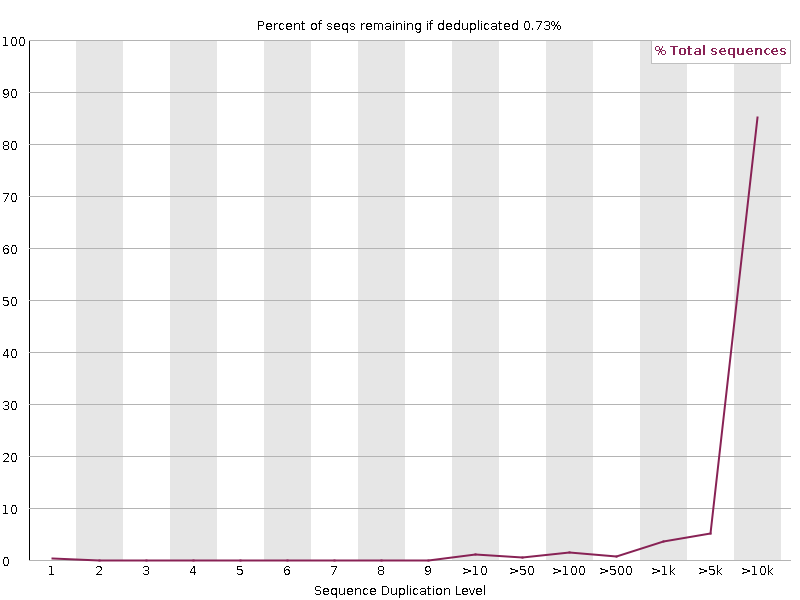 Percent of seqs remaining if deduplicated 0.73%
% Total sequences
100
90
80
70
60
50
40
30
20
10
0
1 2 3 4 5 6 7 8 9 >10 >50 >100 >500 >1k >5k >10k
Sequence Duplication Level